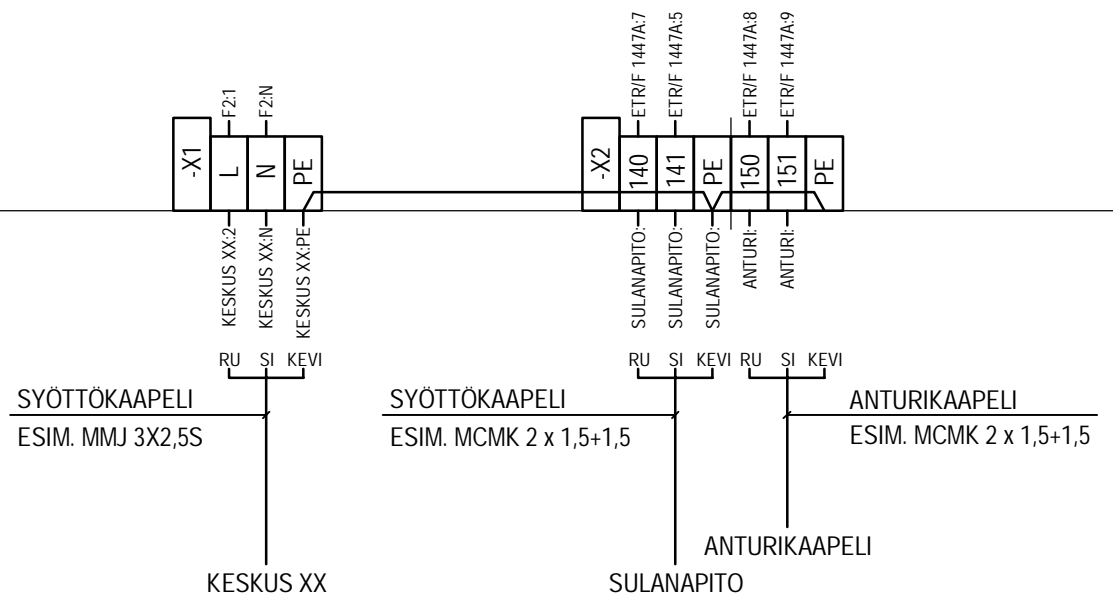 F2:1
F2:N
ETR/F 1447A:7
ETR/F 1447A:5
ETR/F 1447A:8
ETR/F 1447A:9
-X1
L
N
PE
-X2
140
141
PE
150
151
PE
KESKUS XX:2
KESKUS XX:N
KESKUS XX:PE
SULANAPITO:
SULANAPITO:
SULANAPITO:
ANTURI:
ANTURI:
RU SI KEVI
RU SI KEVI RU SI KEVI
SYÖTTÖKAAPELI
ESIM. MMJ 3X2,5S
SYÖTTÖKAAPELI
ESIM. MCMK 2 x 1,5+1,5
ANTURIKAAPELI
ESIM. MCMK 2 x 1,5+1,5
ANTURIKAAPELI
KESKUS XX
SULANAPITO